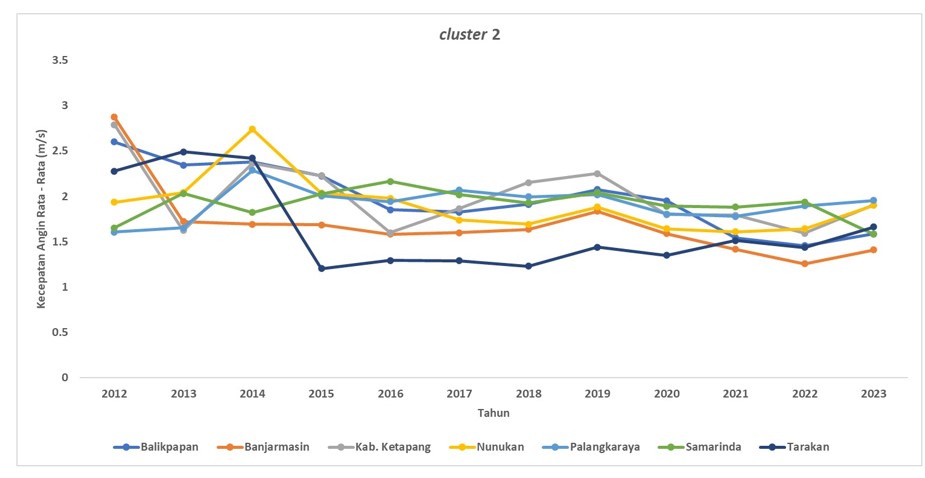 cluster 2
3.5
3
2.5
2
1.5
1
0.5
0
Kecepatan Angin Rata - Rata (m/s)
2012 2013 2014 2015 2016 2017 2018 2019 2020 2021 2022 2023
Tahun
Balikpapan Banjarmasin Kab. Ketapang Nunukan Palangkaraya Samarinda Tarakan